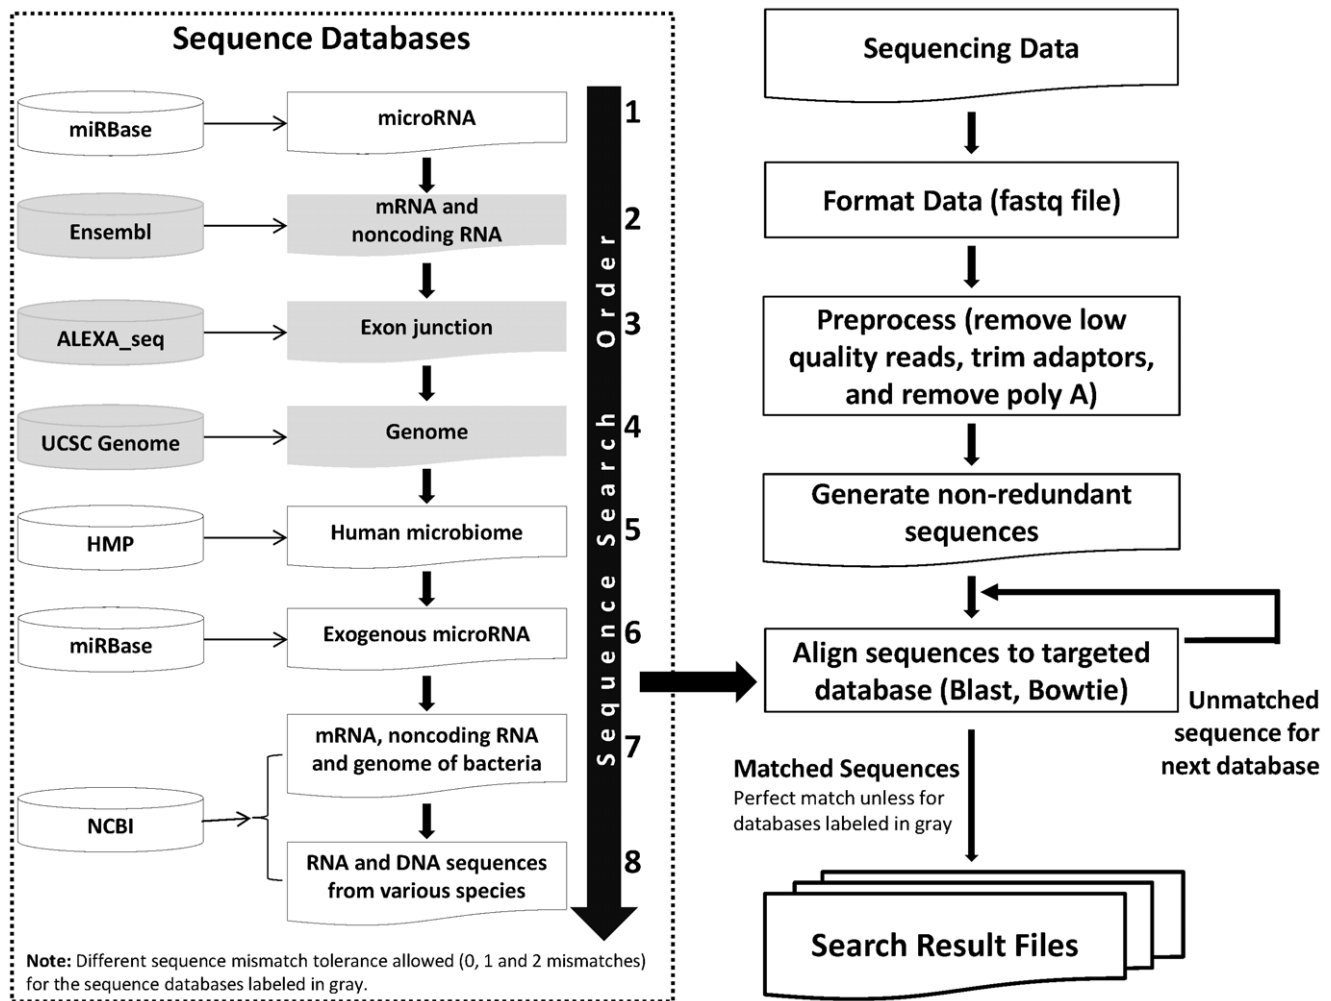 Sequence Databases
miRBase
microRNA
1
Ensembl
mRNA and
noncoding RNA
2
ALEXA_seq
Exon junction
3
UCSC Genome
Genome
4
HMP
Human microbiome
5
miRBase
Exogenous microRNA
6
NCBI
mRNA, noncoding RNA
and genome of bacteria
7
RNA and DNA sequences
from various species
8
Sequence Search Order
Note: Different sequence mismatch tolerance allowed (0, 1 and 2 mismatches)
for the sequence databases labeled in gray.
Sequencing Data
Format Data (fastq file)
Preprocess (remove low
quality reads, trim adaptors,
and remove poly A)
Generate non-redundant
sequences
Align sequences to targeted
database (Blast, Bowtie)
Unmatched
sequence for
next database
Matched Sequences
Perfect match unless for
databases labeled in gray
Search Result Files